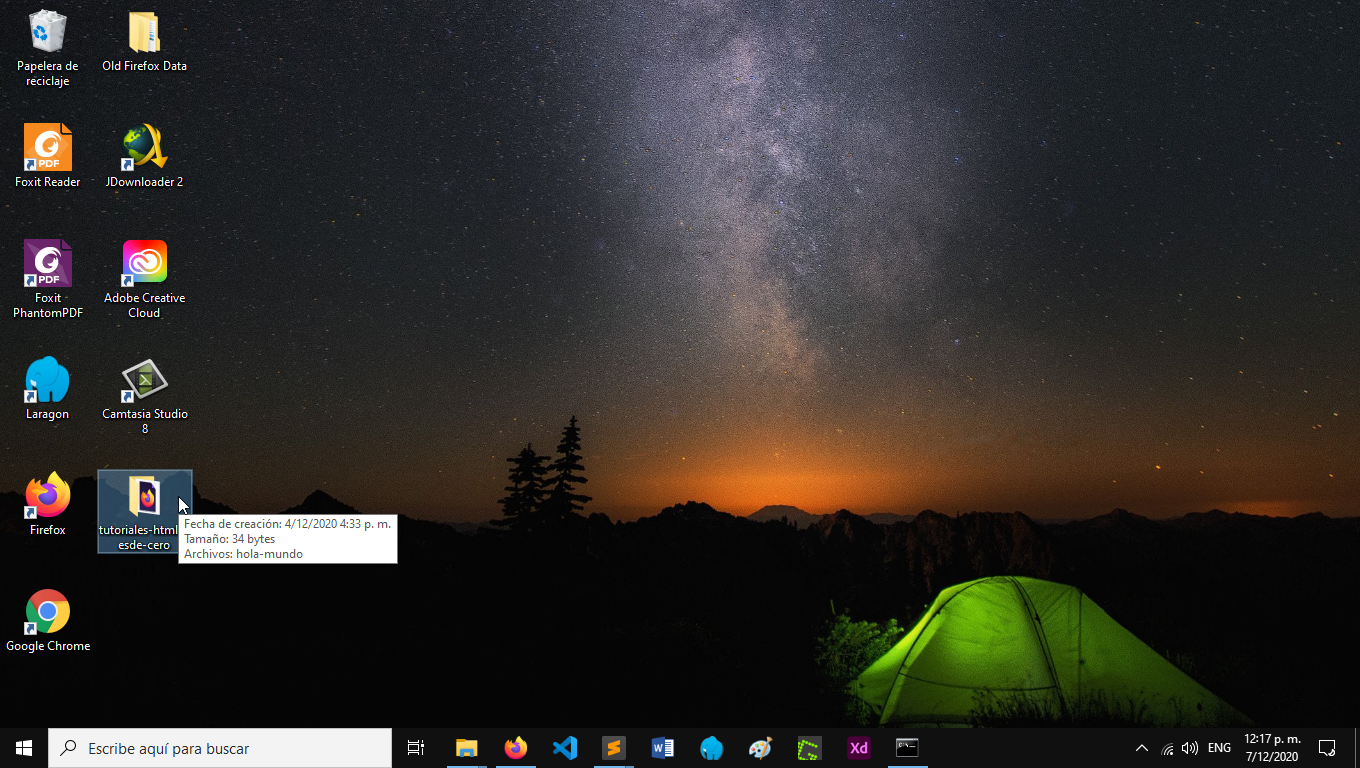 Papelera de
reciclaje
Old Firefox Data
PDF
Foxit Reader
JDownloader 2
PDF
Foxit
PhantomPDF
Adobe Creative
Cloud
Laragon
Camtasia Studio
8
Firefox
tutoriales-html
esde-cero
Fecha de creación: 4/12/2020 4:33 p. m.
Tamaño: 34 bytes
Archivos: hola-mundo
Google Chrome
Escribe aquí para buscar
W
Xd
ENG
12:17 p. m.
7/12/2020